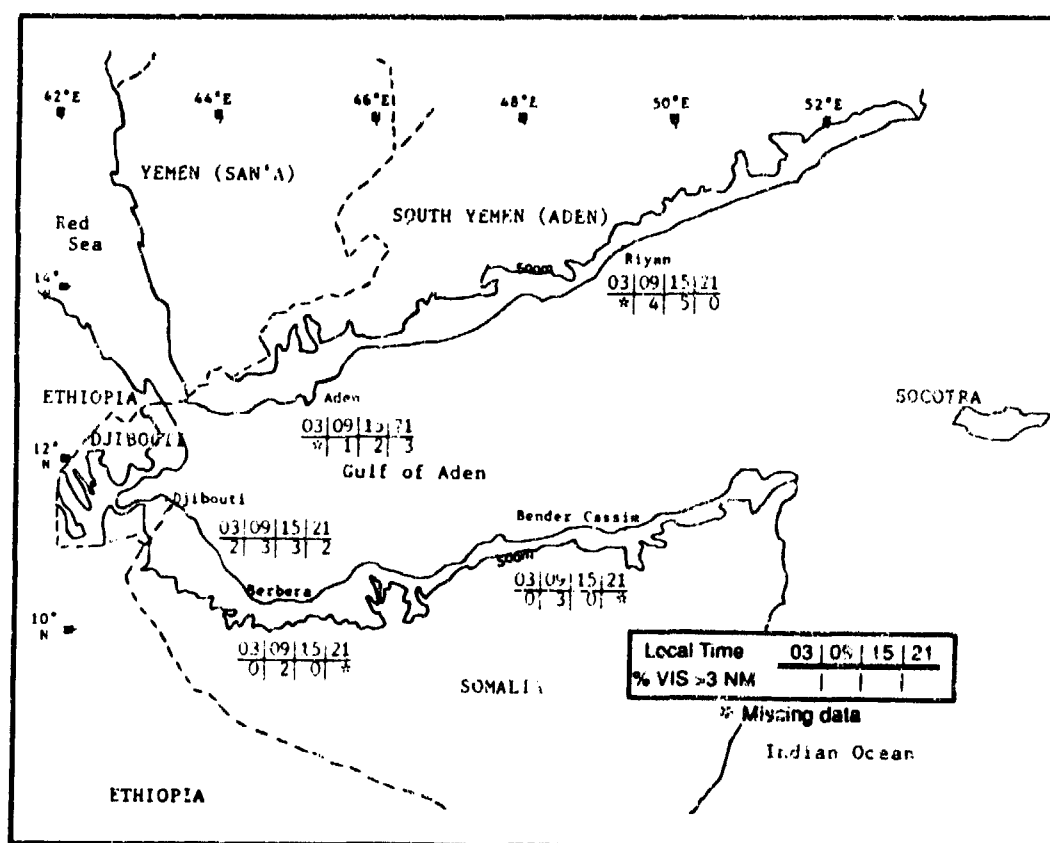 42°E 44°E 46°E 48°E 50°E 52°E
YEMEN (SAN'A)
Red
Sea
SOUTH YEMEN (ADEN)
Riyan
500m
14°
N
03|09|15|21
*|4|5|0
ETHIOPIA
Aden
SOCOTRA
DJIBOUTI
03|09|15|21
*|1|2|3
12°
N
Gulf of Aden
Djibouti
Bender Cassim
03|09|15|21
2|3|3|2
500m
Berbera
03|09|15|21
0|3|0|*
10°
N
03|09|15|21
0|2|0|*
Local Time 03|09|15|21
% VIS >3 NM
SOMALIA
* Missing data
Indian Ocean
ETHIOPIA